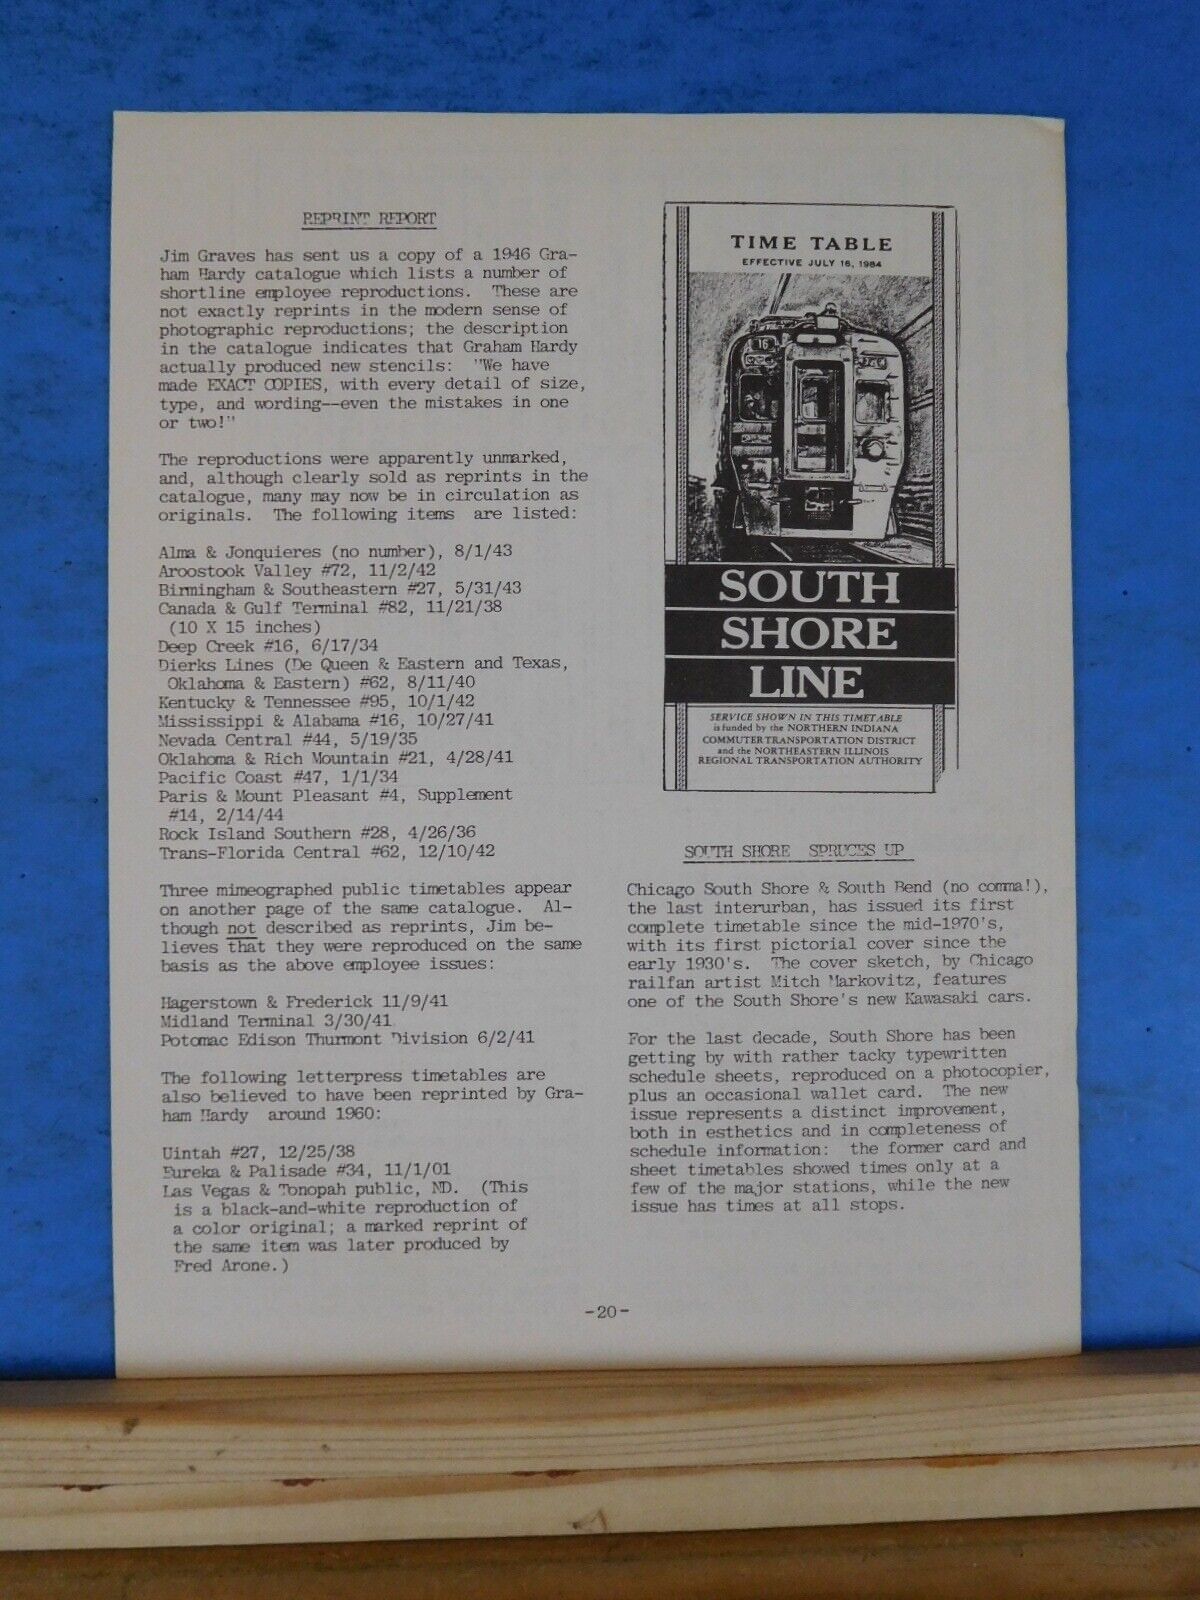 REPRINT REPORT
Jim Graves has sent us a copy of a 1946 Gra-
ham Hardy catalogue which lists a number of
shortline employee reproductions. These are
not exactly reprints in the modern sense of
photographic reproductions; the description
in the catalogue indicates that Graham Hardy
actually produced new stencils: "We have
made EXACT COPIES, with every detail of size,
type, and wording--even the mistakes in one
or two!"
The reproductions were apparently unmarked,
and, although clearly sold as reprints in the
catalogue, many may now be in circulation as
originals. The following items are listed:
Alma & Jonquieres (no number), 8/1/43
Aroostook Valley #72, 11/2/42
Birmingham & Southeastern #27, 5/31/43
Canada & Gulf Terminal #82, 11/21/38
(10 X 15 inches)
Deep Creek #16, 6/17/34
Dierks Lines (De Queen & Eastern and Texas,
Oklahoma & Eastern) #62, 8/11/40
Kentucky & Tennessee #95, 10/1/42
Mississippi & Alabama #16, 10/27/41
Nevada Central #44, 5/19/35
Oklahoma & Rich Mountain #21, 4/28/41
Pacific Coast #47, 1/1/34
Paris & Mount Pleasant #4, Supplement
#14, 2/14/44
Rock Island Southern #28, 4/26/36
Trans-Florida Central #62, 12/10/42
Three mimeographed public timetables appear
on another page of the same catalogue. Al-
though not described as reprints, Jim be-
lieves that they were reproduced on the same
basis as the above employee issues:
Hagerstown & Frederick 11/9/41
Midland Terminal 3/30/41
Potomac Edison Thurmont Division 6/2/41
The following letterpress timetables are
also believed to have been reprinted by Gra-
ham Hardy around 1960:
Uintah #27, 12/25/38
Eureka & Palisade #34, 11/1/01
Las Vegas & Tonopah public, ND. (This
is a black-and-white reproduction of
a color original; a marked reprint of
the same item was later produced by
Fred Arone.)
TIME TABLE
EFFECTIVE JULY 16, 1984
16
SOUTH
SHORE
LINE
SERVICE SHOWN IN THIS TIMETABLE
is funded by the NORTHERN INDIANA
COMMUTER TRANSPORTATION DISTRICT
and the NORTHEASTERN ILLINOIS
REGIONAL TRANSPORTATION AUTHORITY
SOUTH SHORE SPRUCES UP
Chicago South Shore & South Bend (no comma!),
the last interurban, has issued its first
complete timetable since the mid-1970's,
with its first pictorial cover since the
early 1930's. The cover sketch, by Chicago
railfan artist Mitch Markovitz, features
one of the South Shore's new Kawasaki cars.
For the last decade, South Shore has been
getting by with rather tacky typewritten
schedule sheets, reproduced on a photocopier,
plus an occasional wallet card. The new
issue represents a distinct improvement,
both in esthetics and in completeness of
schedule information: the former card and
sheet timetables showed times only at a
few of the major stations, while the new
issue has times at all stops.
-20-